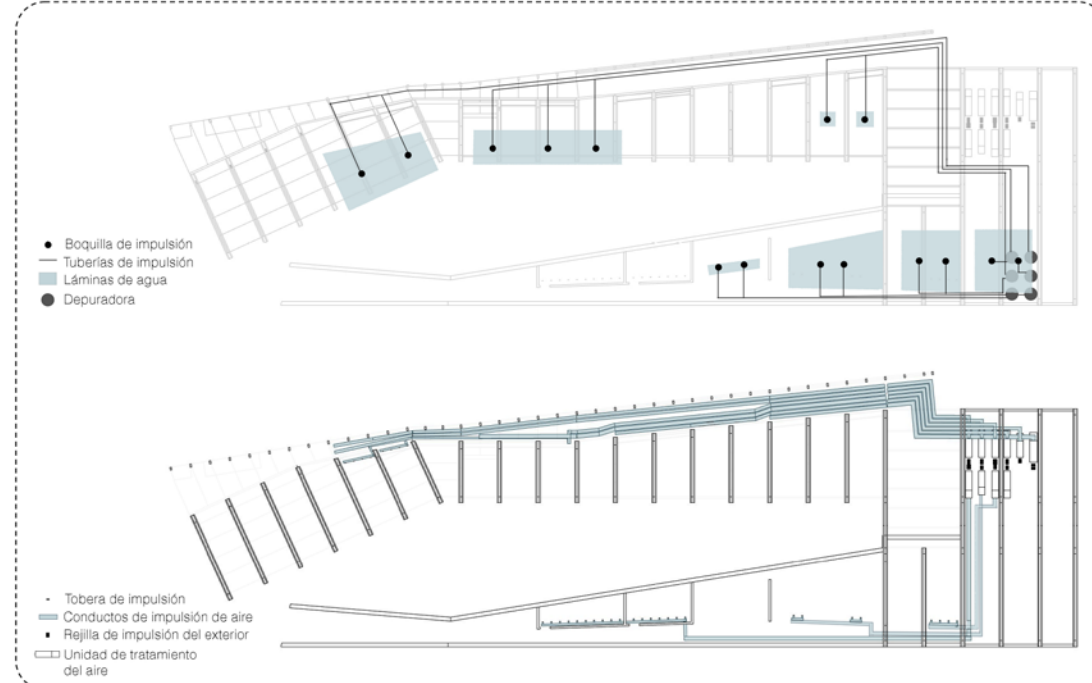 Boquilla de impulsión
Tuberías de impulsión
Láminas de agua
Depuradora
Tobera de impulsión
Conductos de impulsión de aire
Rejilla de impulsión del exterior
Unidad de tratamiento
del aire